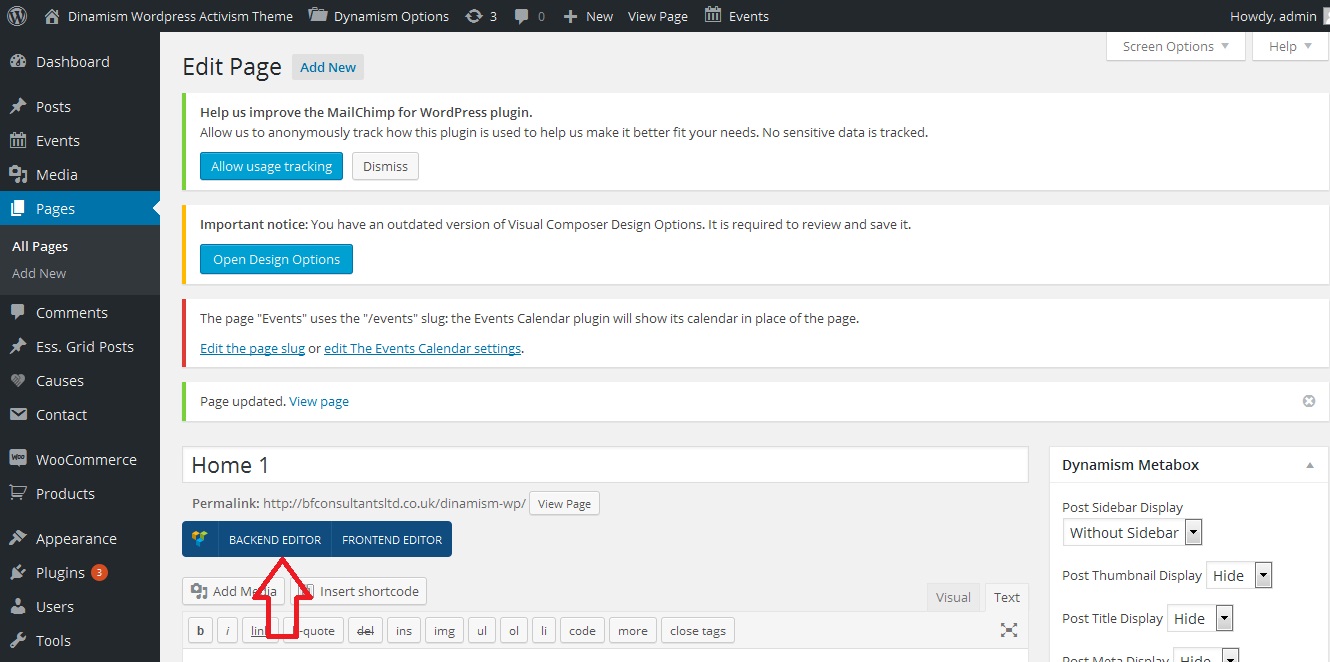 Dinamism Wordpress Activism Theme Dynamism Options 3 0 New View Page Events Howdy, admin
Screen Options Help
Dashboard
Posts
Events
Media
Pages
All Pages
Add New
Comments
Ess. Grid Posts
Causes
Contact
WooCommerce
Products
Appearance
Plugins 3
Users
Tools
Edit Page Add New
Help us improve the MailChimp for WordPress plugin.
Allow us to anonymously track how this plugin is used to help us make it better fit your needs. No sensitive data is tracked.
Allow usage tracking Dismiss
Important notice: You have an outdated version of Visual Composer Design Options. It is required to review and save it.
Open Design Options
The page "Events" uses the "/events" slug: the Events Calendar plugin will show its calendar in place of the page.
Edit the page slug or edit The Events Calendar settings.
Page updated. View page
Home 1
Permalink: http://bfconsultantsltd.co.uk/dinamism-wp/ View Page
BACKEND EDITOR FRONTEND EDITOR
Add Media Insert shortcode
Visual Text
b i link b-quote del ins img ul ol li code more close tags
Dynamism Metabox
Post Sidebar Display
Without Sidebar
Post Thumbnail Display Hide
Post Title Display Hide
Post Meta Display Hide